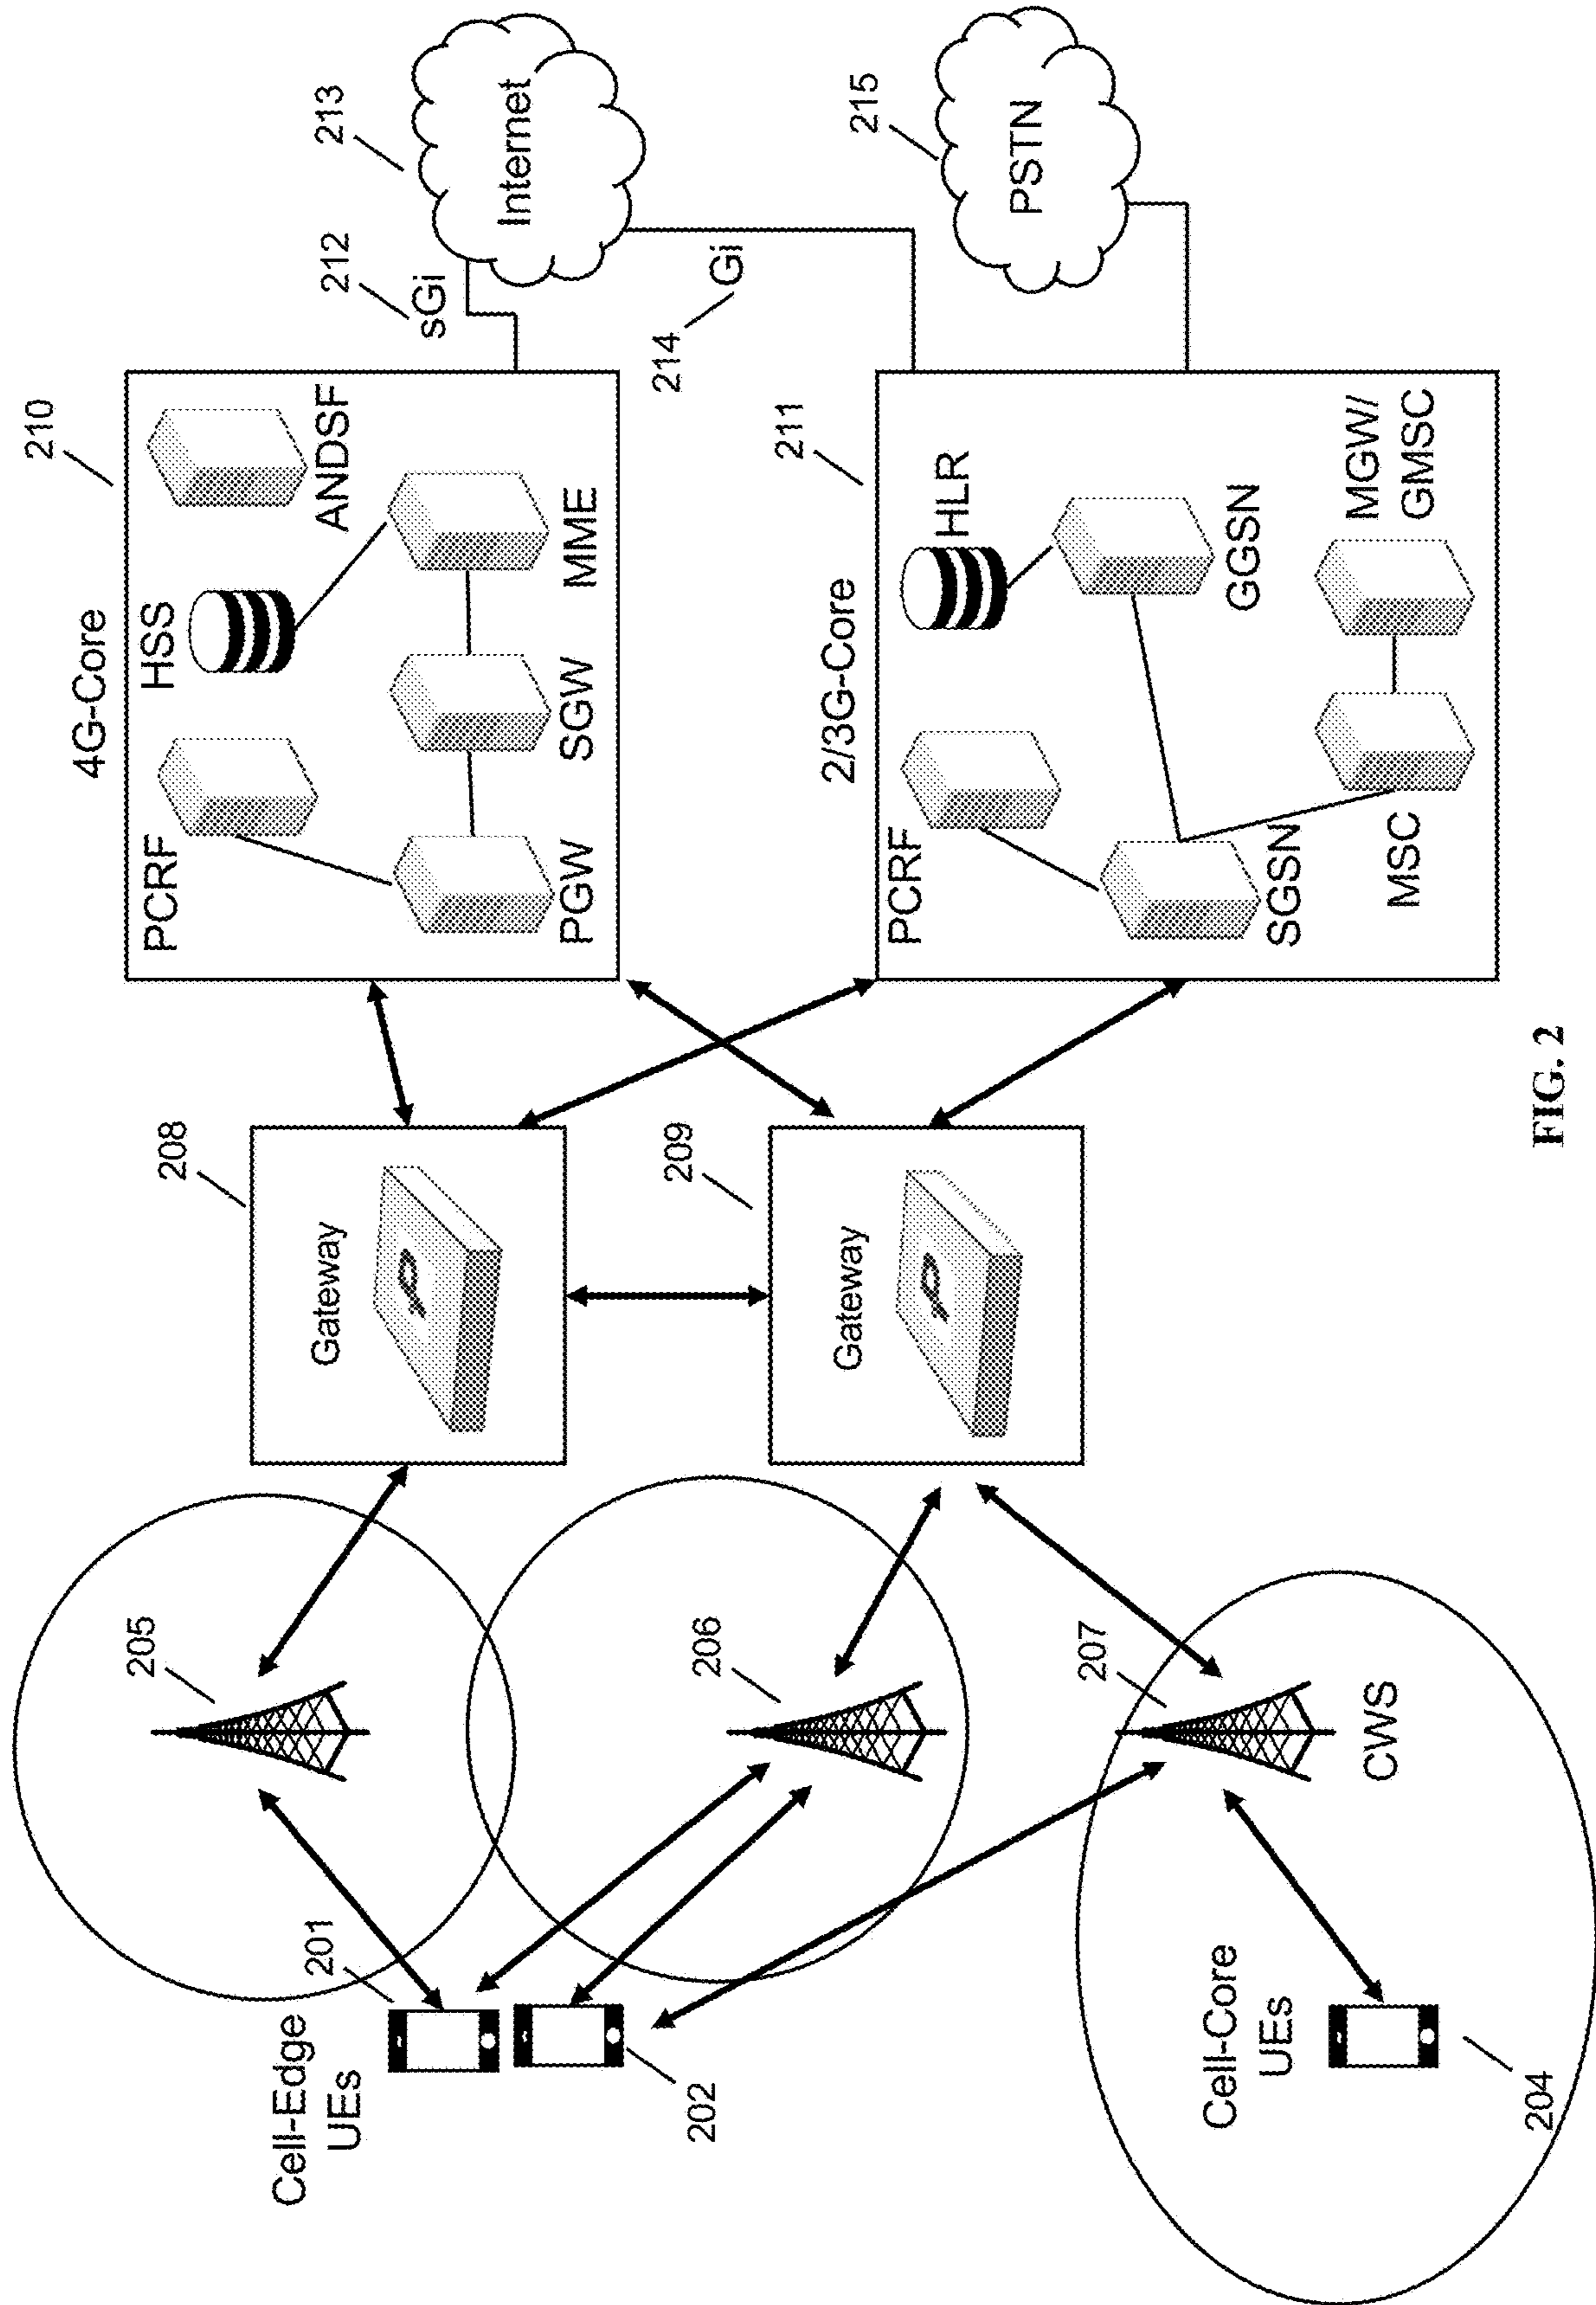 Cell-Edge
UEs
201
202
205
206
207
CWS
Cell-Core
UEs
204
208
Gateway
209
Gateway
4G-Core
210
PCRF
HSS
ANDSF
PGW
SGW
MME
212
sGi
213
Internet
214
Gi
2/3G-Core
211
PCRF
HLR
SGSN
GGSN
MSC
MGW/
GMSC
215
PSTN
FIG. 2